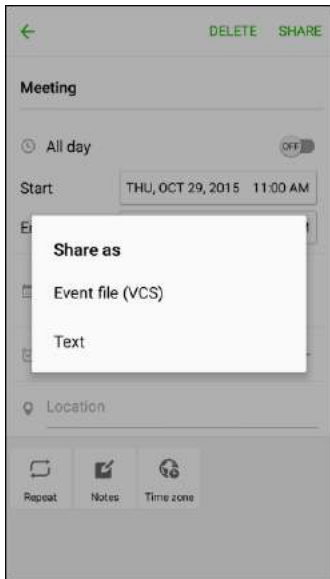 DELETE SHARE
Meeting
All day OFF
Start THU, OCT 29, 2015 11:00 AM
Share as
Event file (VCS)
Text
Location
Repeat Notes Time zone